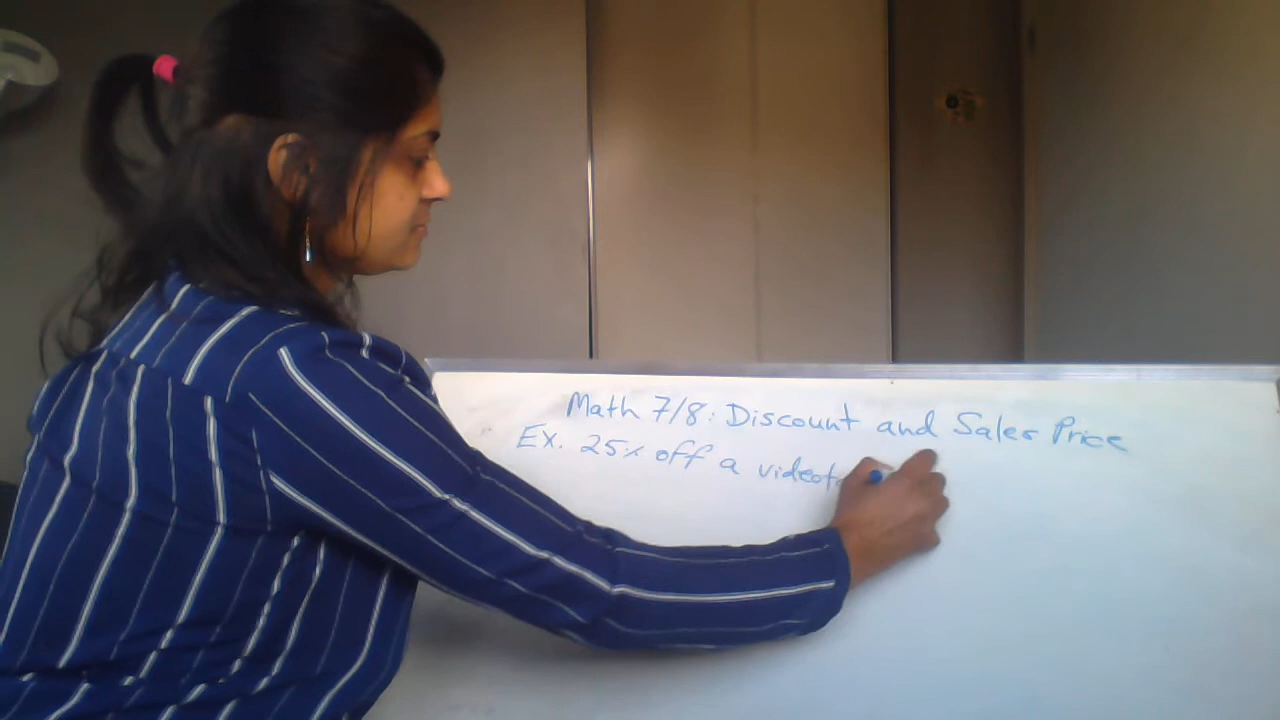 Math 7/8: Discount and Sales Price
Ex. 25% off a